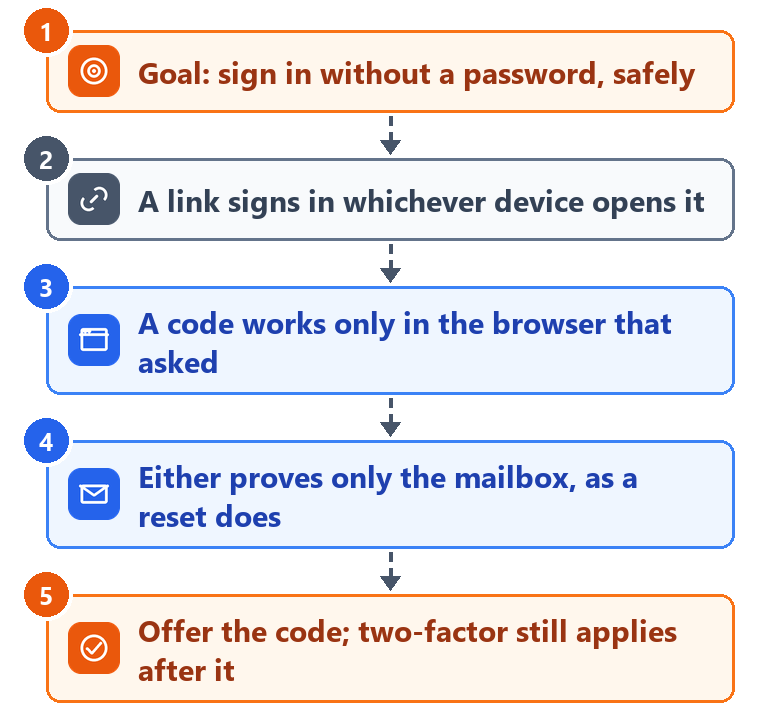 1
Goal: sign in without a password, safely
2
A link signs in whichever device opens it
3
A code works only in the browser that
asked
4
Either proves only the mailbox, as a
reset does
5
Offer the code; two-factor still applies
after it